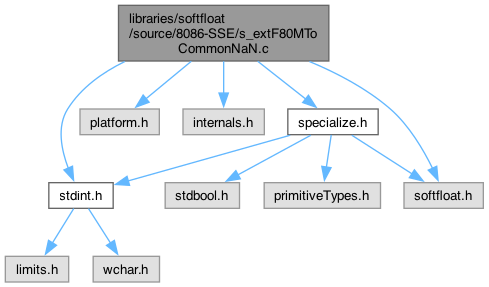 libraries/softfloat
/source/8086-SSE/s_extF80MTo
CommonNaN.c
platform.h
internals.h
specialize.h
stdint.h
stdbool.h
primitiveTypes.h
softfloat.h
limits.h
wchar.h